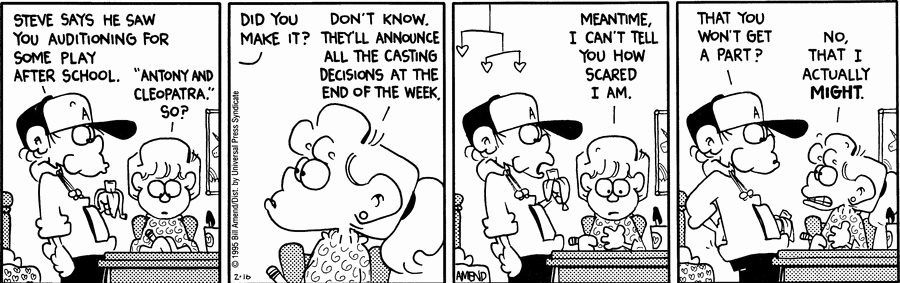 STEVE SAYS HE SAW
YOU AUDITIONING FOR
SOME PLAY
AFTER SCHOOL.
"ANTONY AND
CLEOPATRA."
SO?
A
© 1995 Bill Amend/Dist. by Universal Press Syndicate
DID YOU
MAKE IT?
DON'T KNOW.
THEY'LL ANNOUNCE
ALL THE CASTING
DECISIONS AT THE
END OF THE WEEK.
2-16
MEANTIME,
I CAN'T TELL
YOU HOW
SCARED
I AM.
A
AMEND
THAT YOU
WON'T GET
A PART?
NO,
THAT I
ACTUALLY
MIGHT.
A